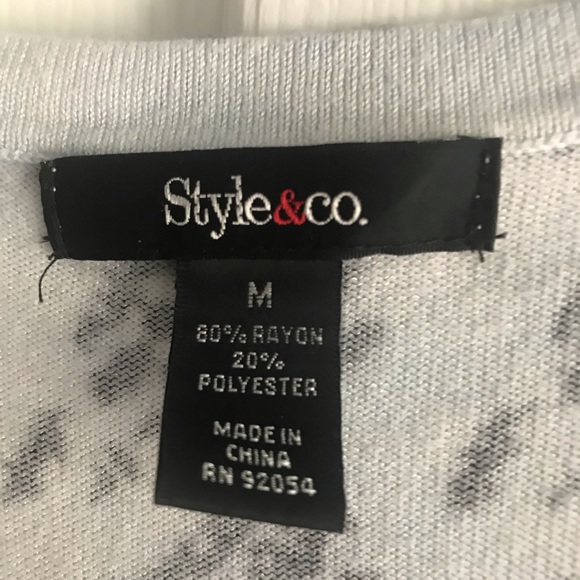 Style&co.
M
80% RAYON
20%
POLYESTER
MADE IN
CHINA
RN 92054